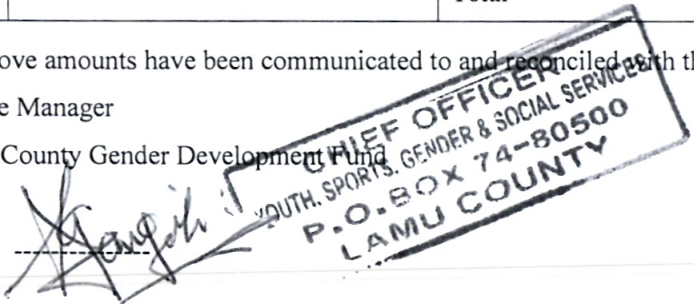 Total
ove amounts have been communicated to and reconciled with th
e Manager
County Gender Development Fund
CHIEF OFFICER
YOUTH, SPORTS, GENDER & SOCIAL SERVICES
P.O. BOX 74-80500
LAMU COUNTY